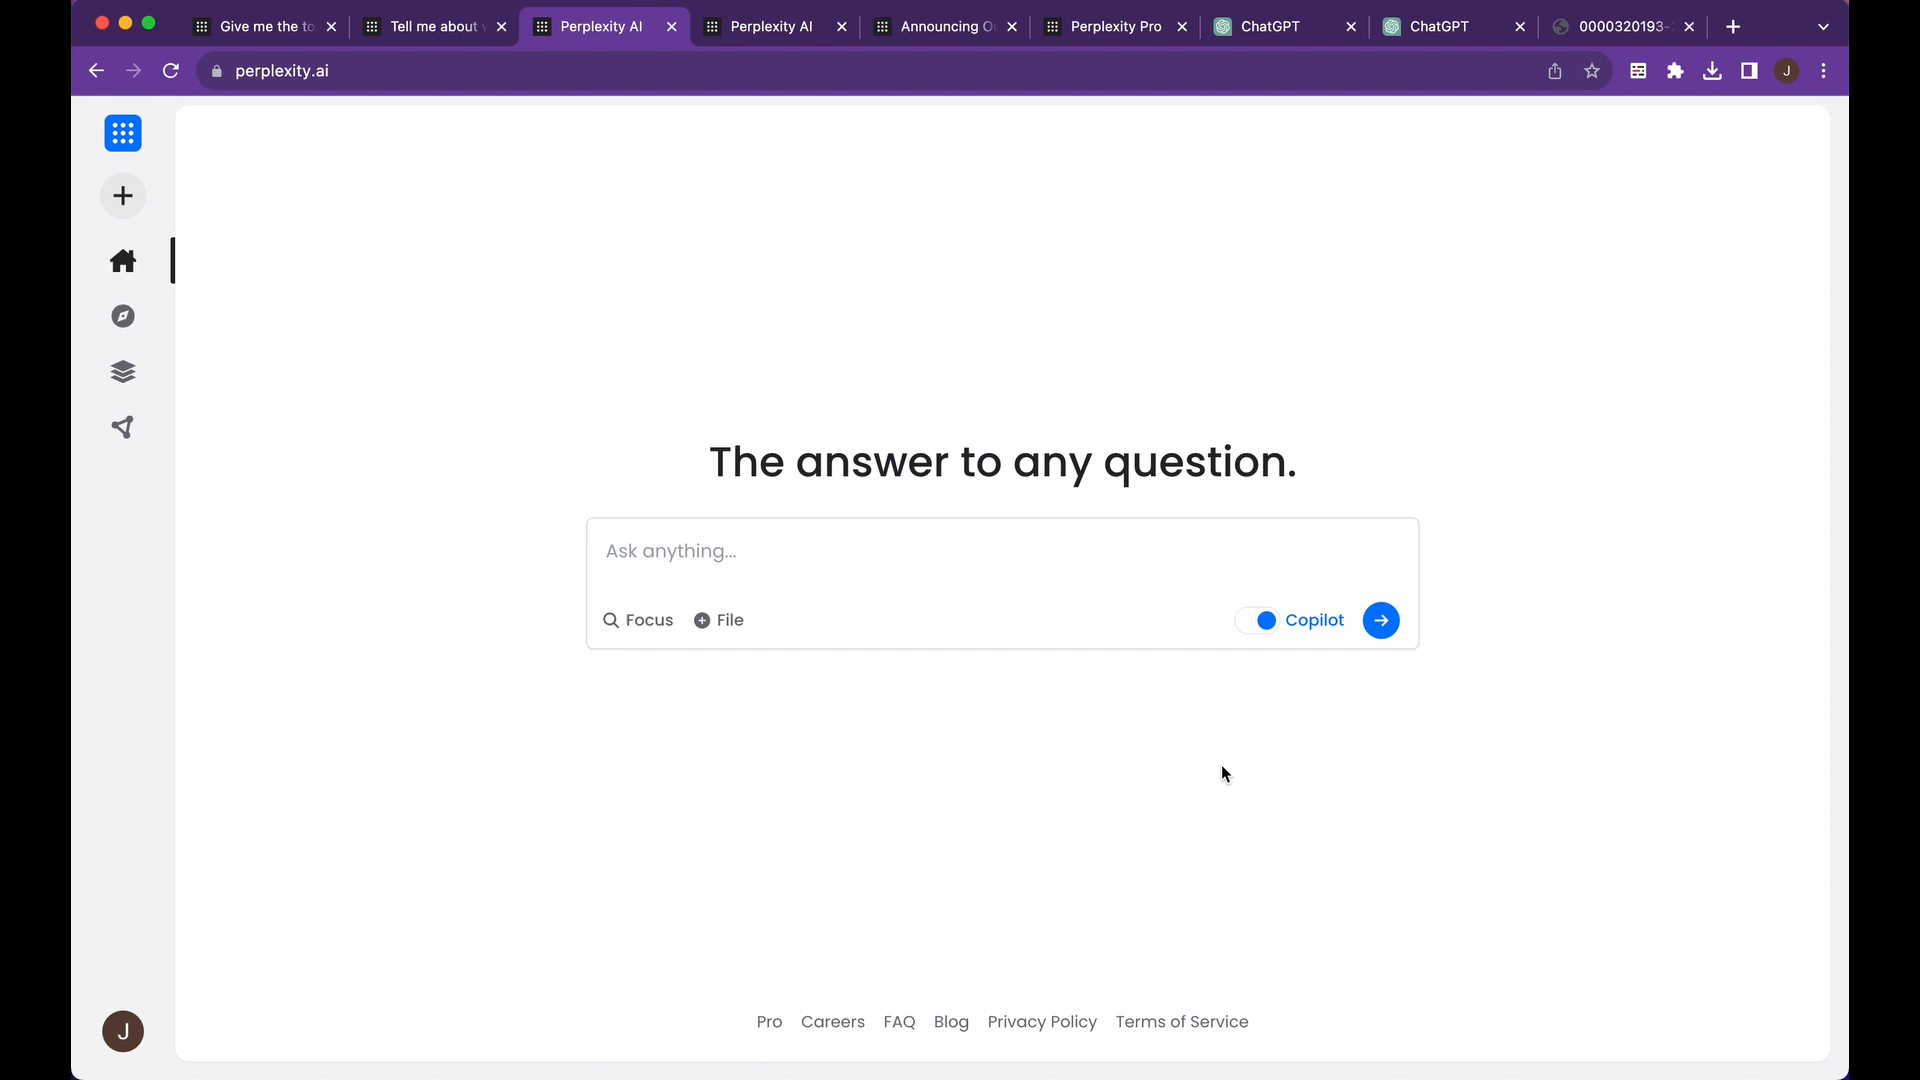 Give me the to
Tell me about
Perplexity AI
Perplexity AI
Announcing O
Perplexity Pro
ChatGPT
ChatGPT
0000320193-
perplexity.ai
J
The answer to any question.
Ask anything...
Focus
File
Copilot
J
Pro Careers FAQ Blog Privacy Policy Terms of Service